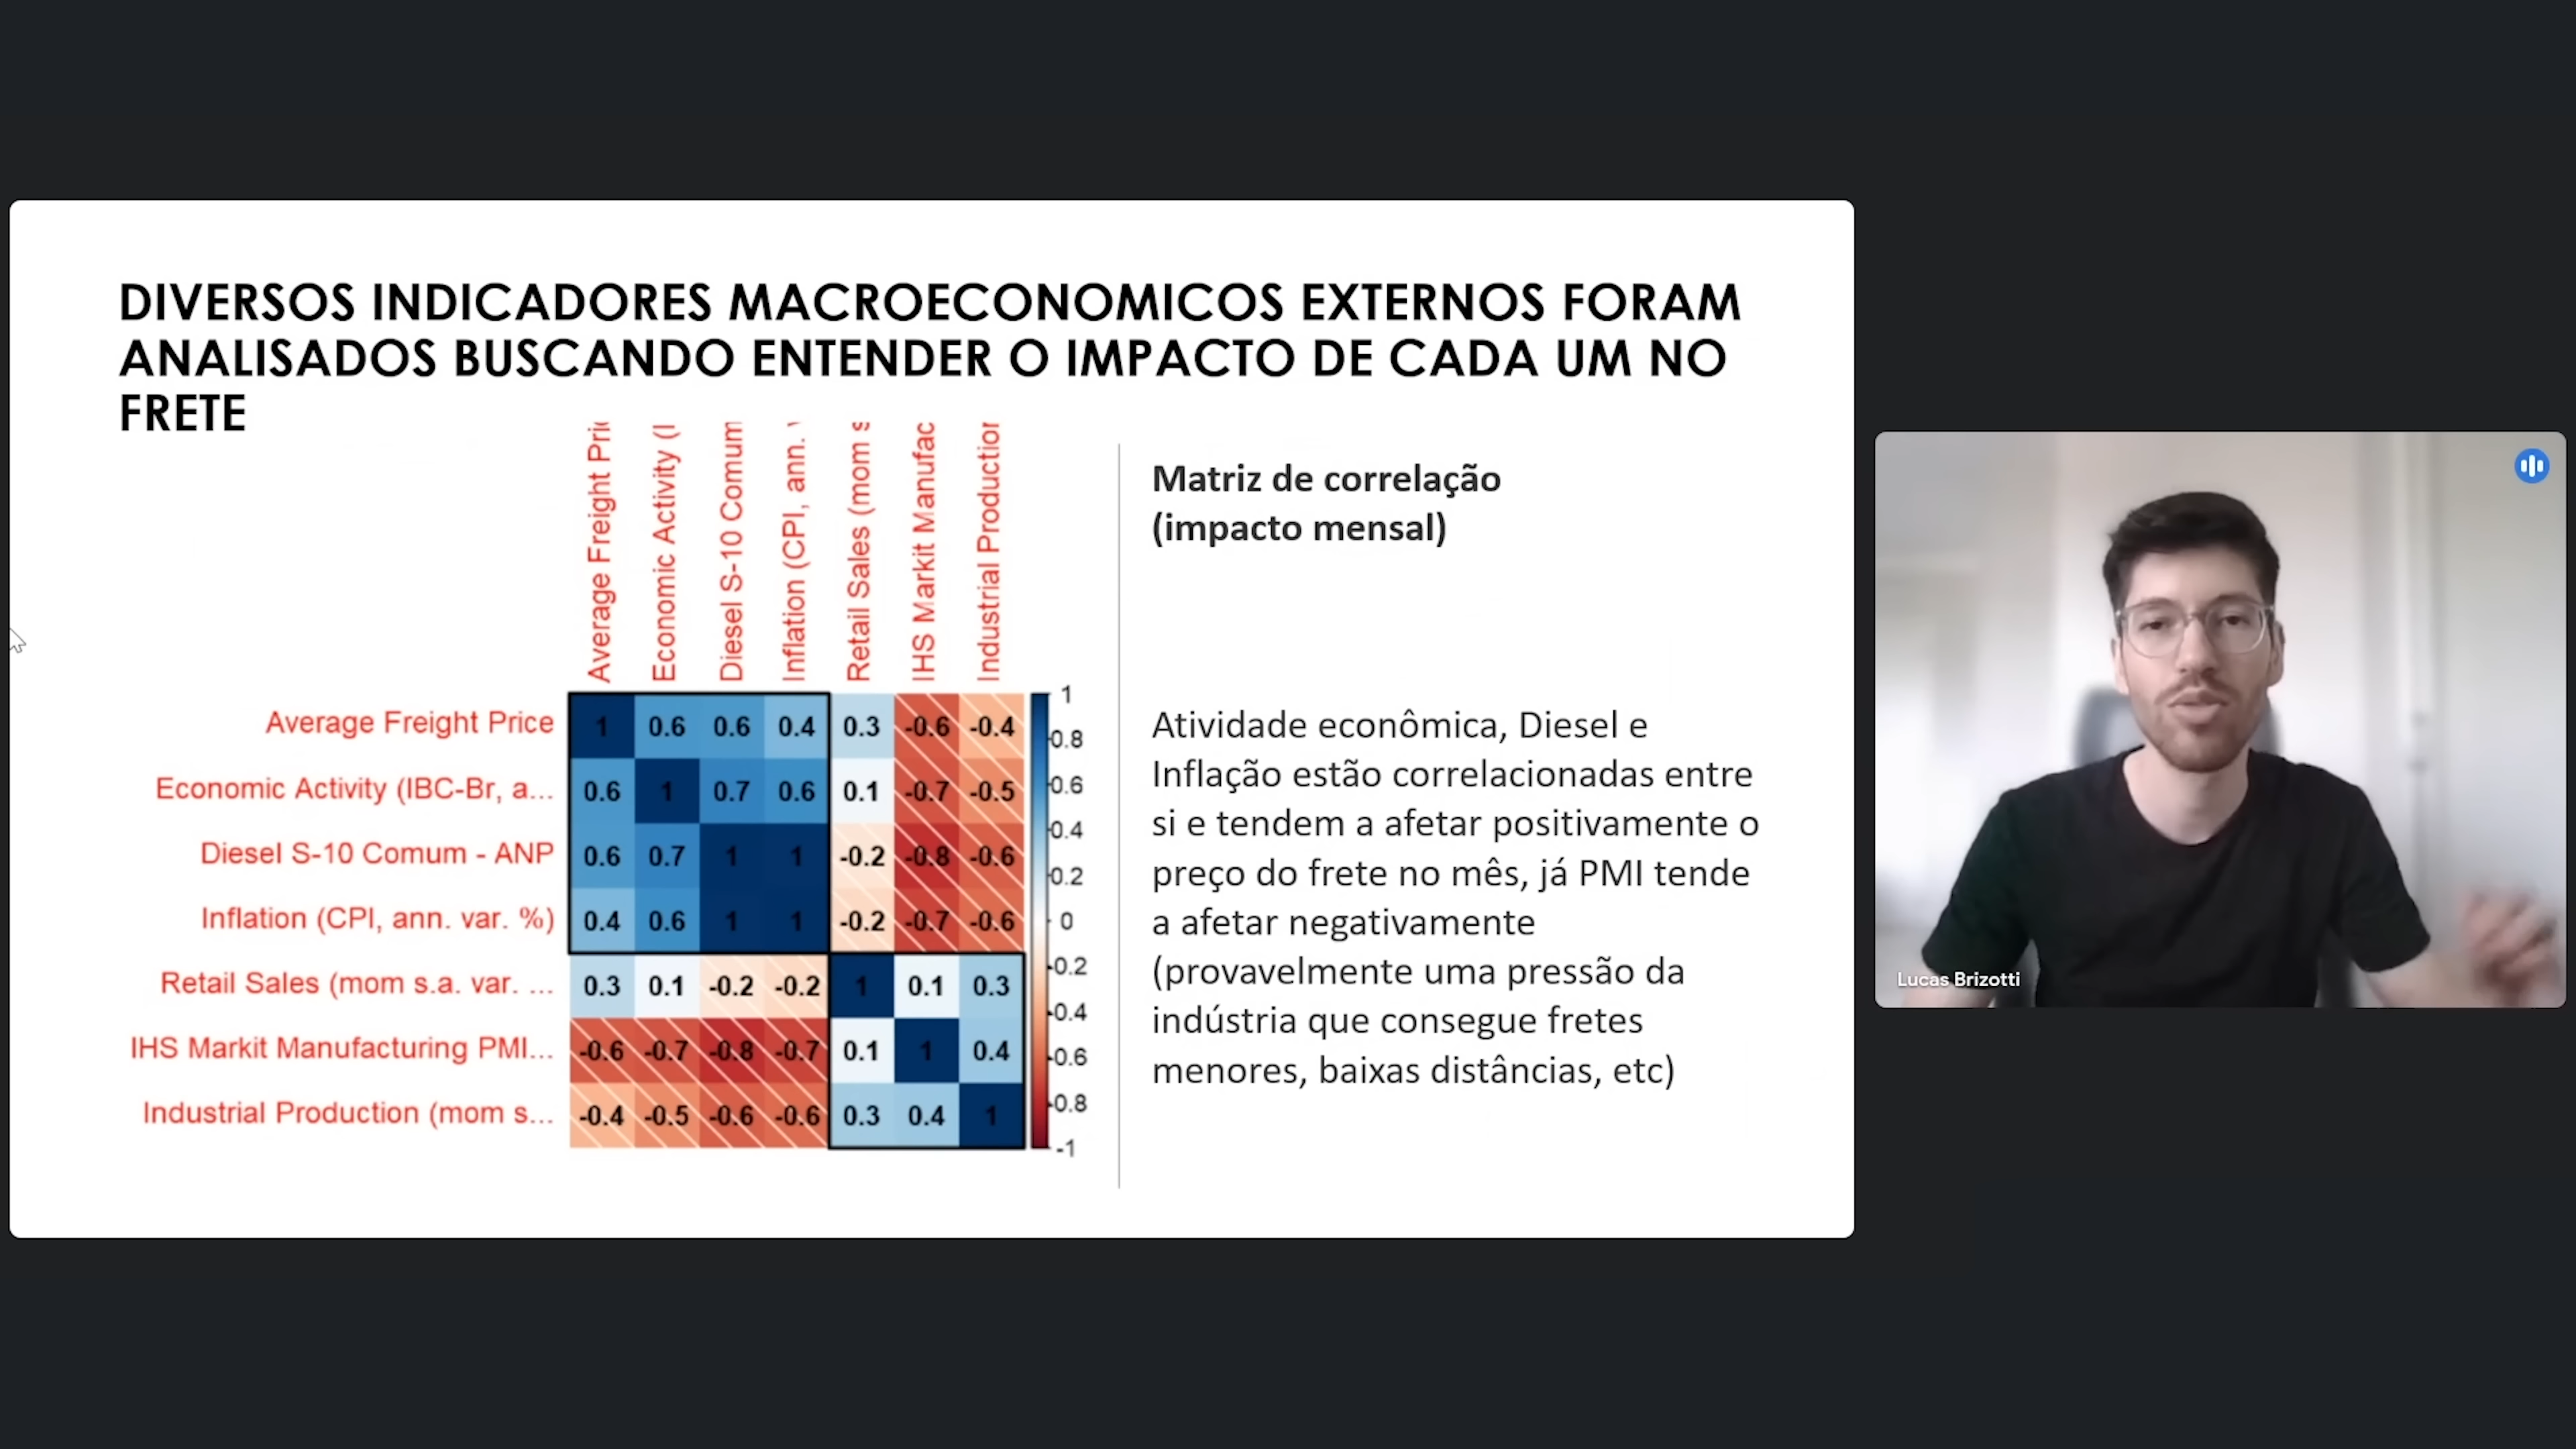 DIVERSOS INDICADORES MACROECONOMICOS EXTERNOS FORAM
ANALISADOS BUSCANDO ENTENDER O IMPACTO DE CADA UM NO
FRETE
Average Freight Pri
Economic Activity (I
Diesel S-10 Comum
Inflation (CPI, ann.
Retail Sales (mom s
IHS Markit Manufac
Industrial Production
Average Freight Price 1 0.6 0.6 0.4 0.3 -0.6 -0.4
Economic Activity (IBC-Br, a... 0.6 1 0.7 0.6 0.1 -0.7 -0.5
Diesel S-10 Comum - ANP 0.6 0.7 1 1 -0.2 -0.8 -0.6
Inflation (CPI, ann. var. %) 0.4 0.6 1 1 -0.2 -0.7 -0.6
Retail Sales (mom s.a. var. ... 0.3 0.1 -0.2 -0.2 1 0.1 0.3
IHS Markit Manufacturing PMI... -0.6 -0.7 -0.8 -0.7 0.1 1 0.4
Industrial Production (mom s... -0.4 -0.5 -0.6 -0.6 0.3 0.4 1
1
0.8
0.6
0.4
0.2
0
-0.2
-0.4
-0.6
-0.8
-1
Matriz de correlação
(impacto mensal)
Atividade econômica, Diesel e
Inflação estão correlacionadas entre
si e tendem a afetar positivamente o
preço do frete no mês, já PMI tende
a afetar negativamente
(provavelmente uma pressão da
indústria que consegue fretes
menores, baixas distâncias, etc)
Lucas Brizotti